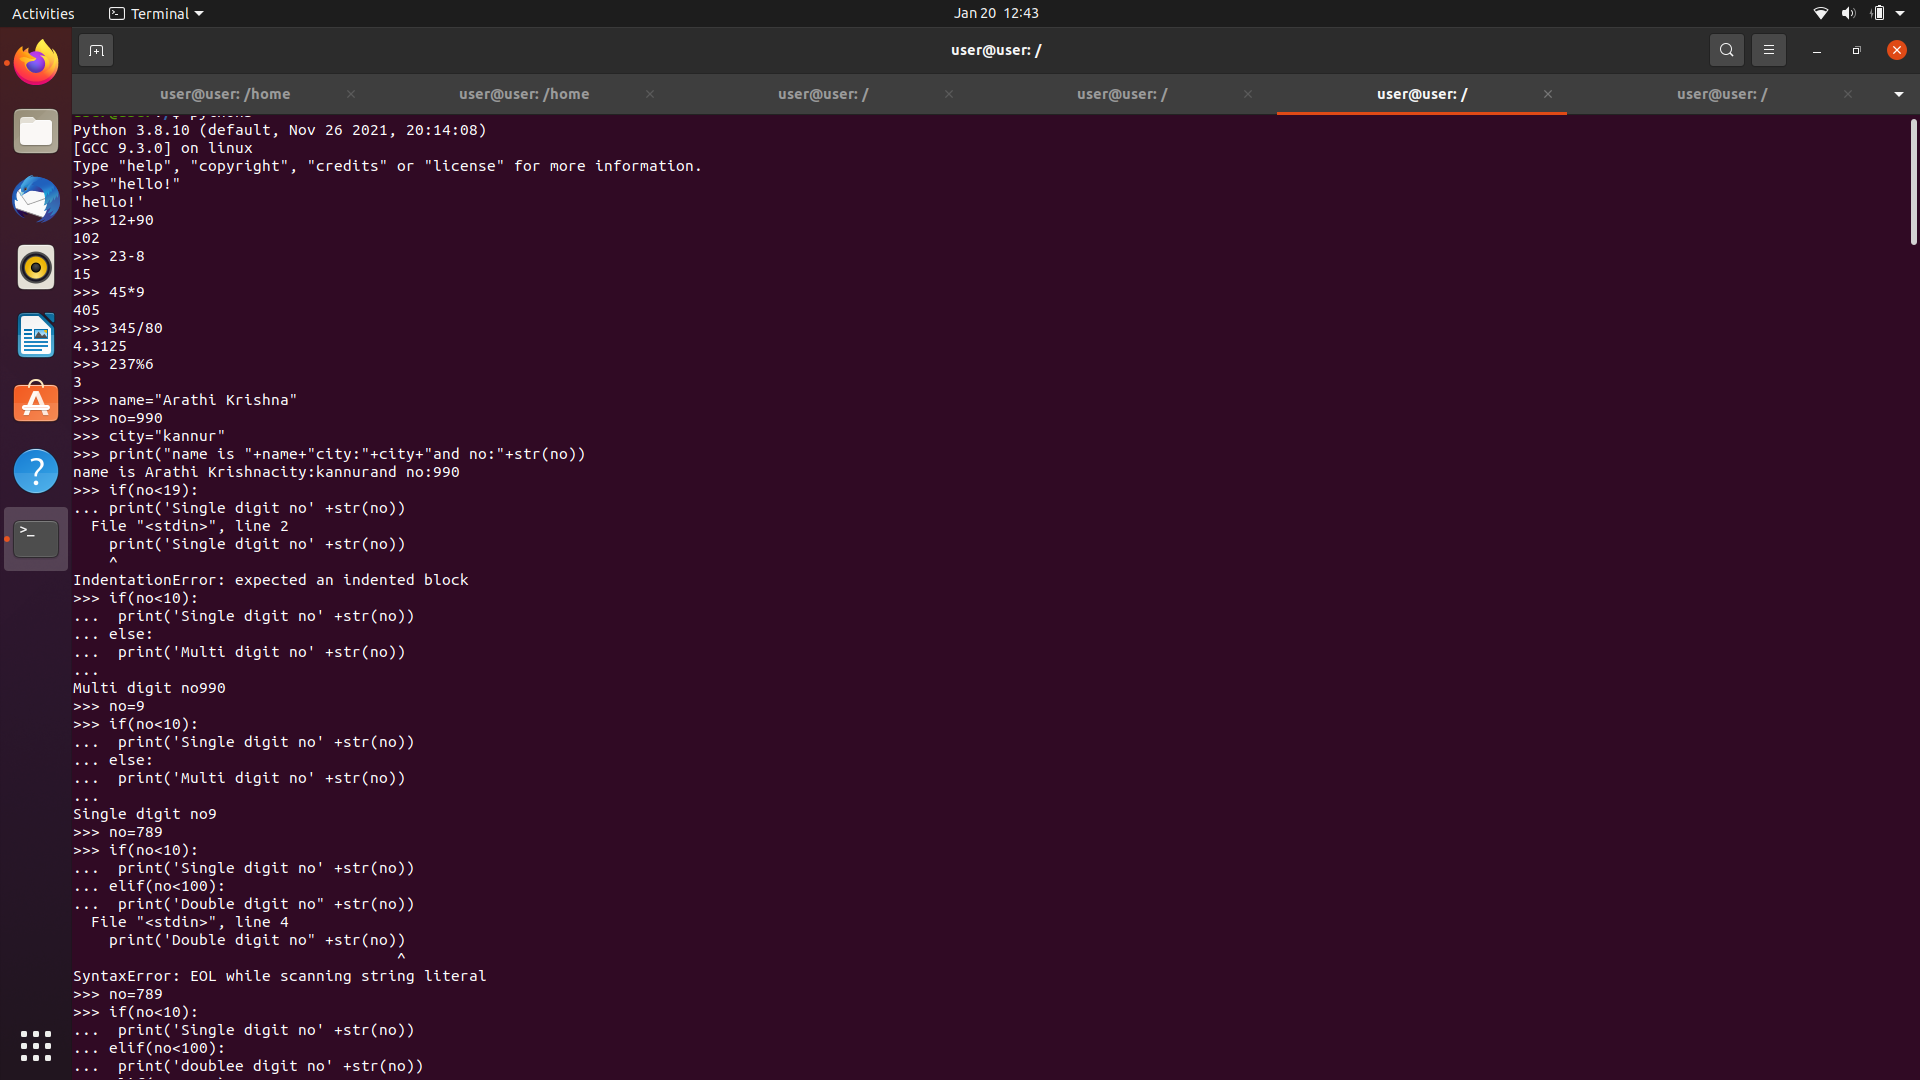 Activities
Terminal
Jan 20 12:43
user@user: /
user@user: /home
user@user: /home
user@user: /
user@user: /
user@user: /
user@user: /
Python 3.8.10 (default, Nov 26 2021, 20:14:08)
[GCC 9.3.0] on linux
Type "help", "copyright", "credits" or "license" for more information.
>>> "hello!"
'hello!'
>>> 12+90
102
>>> 23-8
15
>>> 45*9
405
>>> 345/80
4.3125
>>> 237%6
3
>>> name="Arathi Krishna"
>>> no=990
>>> city="kannur"
>>> print("name is "+name+"city:"+city+"and no:"+str(no))
name is Arathi Krishnacity:kannurand no:990
>>> if(no<19):
... print('Single digit no' +str(no))
  File "<stdin>", line 2
    print('Single digit no' +str(no))
    ^
IndentationError: expected an indented block
>>> if(no<10):
...  print('Single digit no' +str(no))
... else:
...  print('Multi digit no' +str(no))
...
Multi digit no990
>>> no=9
>>> if(no<10):
...  print('Single digit no' +str(no))
... else:
...  print('Multi digit no' +str(no))
...
Single digit no9
>>> no=789
>>> if(no<10):
...  print('Single digit no' +str(no))
... elif(no<100):
...  print('Double digit no" +str(no))
  File "<stdin>", line 4
    print('Double digit no" +str(no))
                                    ^
SyntaxError: EOL while scanning string literal
>>> no=789
>>> if(no<10):
...  print('Single digit no' +str(no))
... elif(no<100):
...  print('doublee digit no' +str(no))